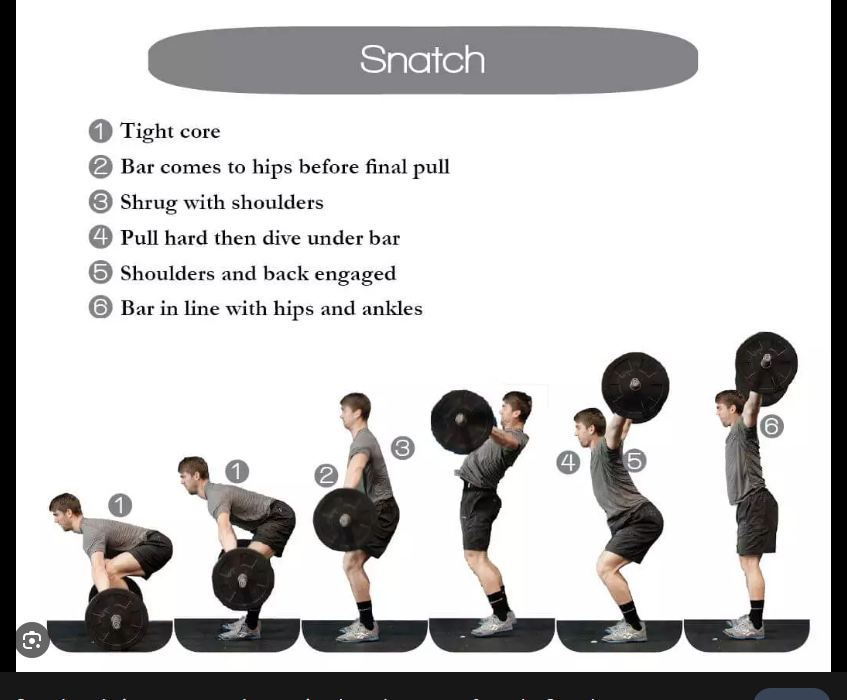 Snatch
1 Tight core
2 Bar comes to hips before final pull
3 Shrug with shoulders
4 Pull hard then dive under bar
5 Shoulders and back engaged
6 Bar in line with hips and ankles
1
1
2
3
4
5
6